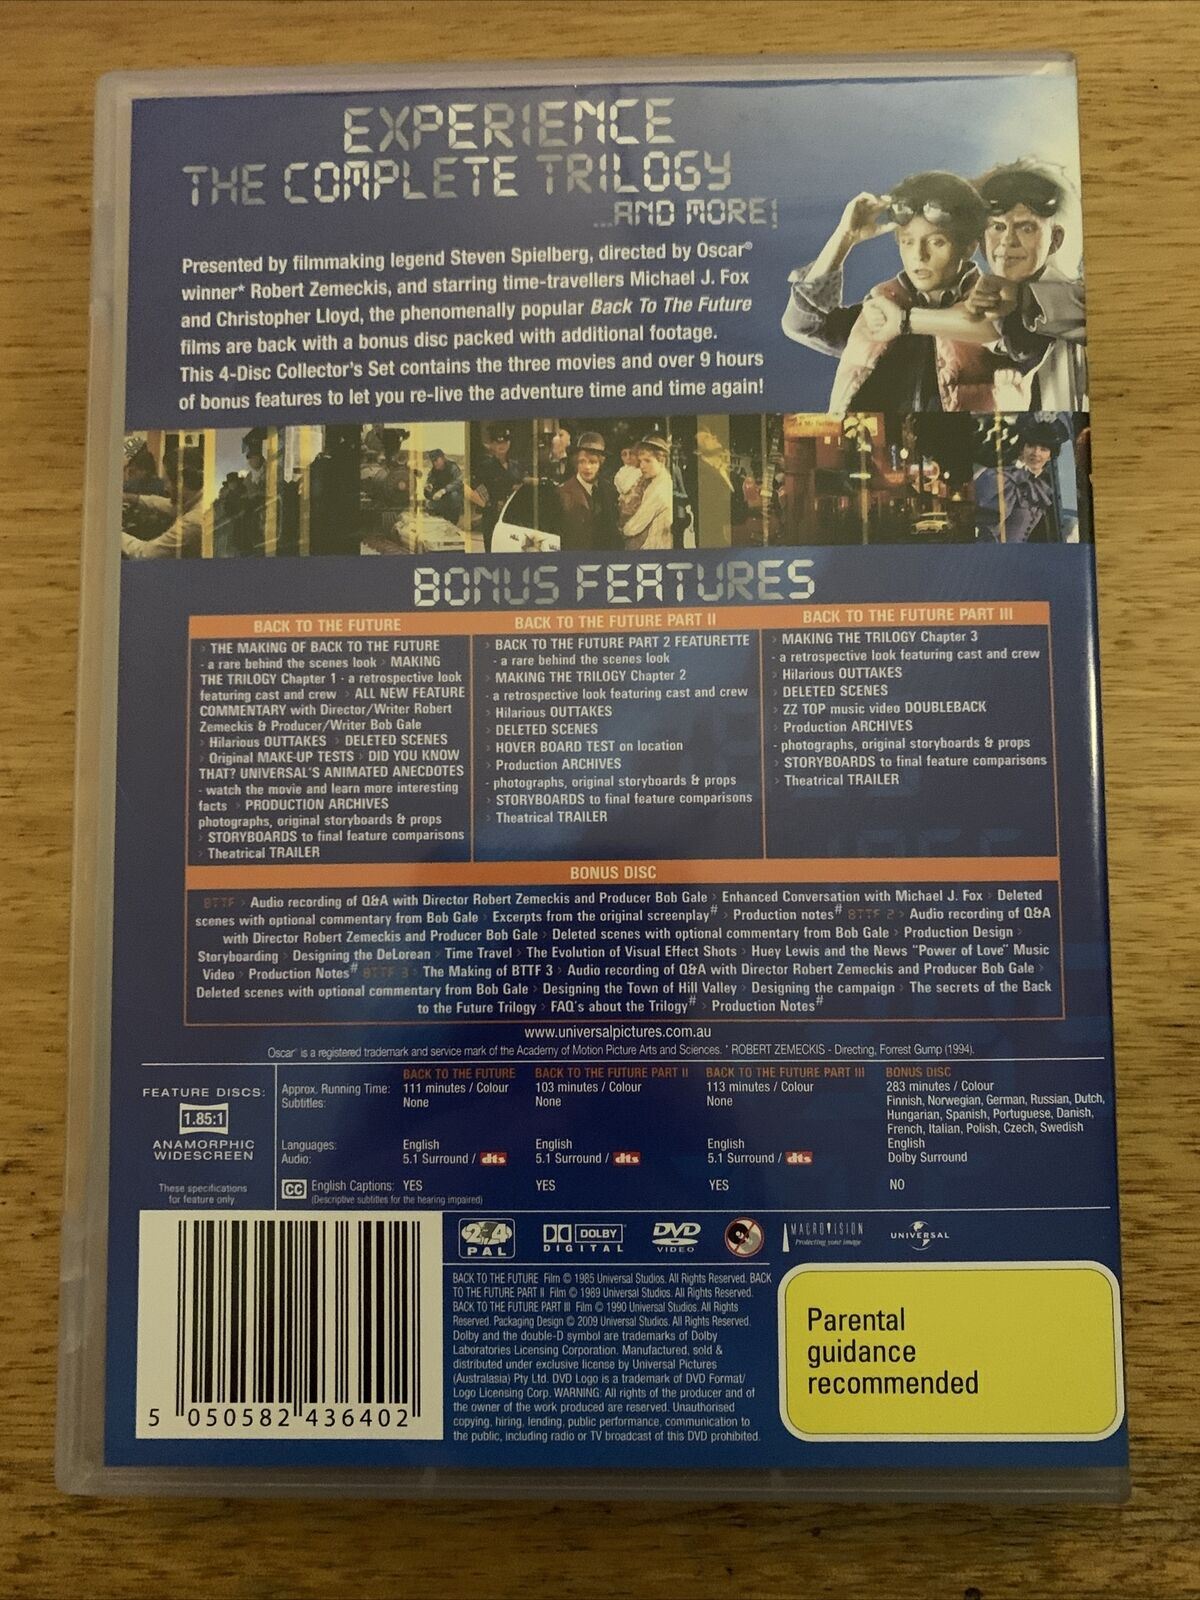 EXPERIENCE
THE COMPLETE TRILOGY
...AND MORE!
Presented by filmmaking legend Steven Spielberg, directed by Oscar®
winner* Robert Zemeckis, and starring time-travellers Michael J. Fox
and Christopher Lloyd, the phenomenally popular Back To The Future
films are back with a bonus disc packed with additional footage.
This 4-Disc Collector's Set contains the three movies and over 9 hours
of bonus features to let you re-live the adventure time and time again!
BONUS FEATURES
BACK TO THE FUTURE
› THE MAKING OF BACK TO THE FUTURE
- a rare behind the scenes look › MAKING
THE TRILOGY Chapter 1 - a retrospective look
featuring cast and crew › ALL NEW FEATURE
COMMENTARY with Director/Writer Robert
Zemeckis & Producer/Writer Bob Gale
› Hilarious OUTTAKES › DELETED SCENES
› Original MAKE-UP TESTS › DID YOU KNOW
THAT? UNIVERSAL'S ANIMATED ANECDOTES
- watch the movie and learn more interesting
facts › PRODUCTION ARCHIVES
photographs, original storyboards & props
› STORYBOARDS to final feature comparisons
› Theatrical TRAILER
BACK TO THE FUTURE PART II
› BACK TO THE FUTURE PART 2 FEATURETTE
- a rare behind the scenes look
› MAKING THE TRILOGY Chapter 2
- a retrospective look featuring cast and crew
› Hilarious OUTTAKES
› DELETED SCENES
› HOVER BOARD TEST on location
› Production ARCHIVES
- photographs, original storyboards & props
› STORYBOARDS to final feature comparisons
› Theatrical TRAILER
BACK TO THE FUTURE PART III
› MAKING THE TRILOGY Chapter 3
- a retrospective look featuring cast and crew
› Hilarious OUTTAKES
› DELETED SCENES
› ZZ TOP music video DOUBLEBACK
› Production ARCHIVES
- photographs, original storyboards & props
› STORYBOARDS to final feature comparisons
› Theatrical TRAILER
BONUS DISC
BTTF › Audio recording of Q&A with Director Robert Zemeckis and Producer Bob Gale › Enhanced Conversation with Michael J. Fox › Deleted
scenes with optional commentary from Bob Gale › Excerpts from the original screenplay# › Production notes# BTTF 2 › Audio recording of Q&A
with Director Robert Zemeckis and Producer Bob Gale › Deleted scenes with optional commentary from Bob Gale › Production Design ›
Storyboarding › Designing the DeLorean › Time Travel › The Evolution of Visual Effect Shots › Huey Lewis and the News "Power of Love" Music
Video › Production Notes# BTTF 3 › The Making of BTTF 3 › Audio recording of Q&A with Director Robert Zemeckis and Producer Bob Gale ›
Deleted scenes with optional commentary from Bob Gale › Designing the Town of Hill Valley › Designing the campaign › The secrets of the Back
to the Future Trilogy › FAQ's about the Trilogy# › Production Notes#
www.universalpictures.com.au
Oscar® is a registered trademark and service mark of the Academy of Motion Picture Arts and Sciences. * ROBERT ZEMECKIS - Directing, Forrest Gump (1994).
FEATURE DISCS:
1.85:1
ANAMORPHIC
WIDESCREEN
These specifications
for feature only
BACK TO THE FUTURE BACK TO THE FUTURE PART II BACK TO THE FUTURE PART III BONUS DISC
Approx. Running Time: 111 minutes / Colour 103 minutes / Colour 113 minutes / Colour 283 minutes / Colour
Subtitles: None None None Finnish, Norwegian, German, Russian, Dutch,
Hungarian, Spanish, Portuguese, Danish,
French, Italian, Polish, Czech, Swedish
Languages: English English English English
Audio: 5.1 Surround / dts 5.1 Surround / dts 5.1 Surround / dts Dolby Surround
CC English Captions: YES YES YES NO
(Descriptive subtitles for the hearing impaired)
5 050582 436402
2,4 PAL
DOLBY DIGITAL
DVD VIDEO
MACROVISION
Protecting your image
UNIVERSAL
BACK TO THE FUTURE Film © 1985 Universal Studios. All Rights Reserved. BACK
TO THE FUTURE PART II Film © 1989 Universal Studios. All Rights Reserved.
BACK TO THE FUTURE PART III Film © 1990 Universal Studios. All Rights
Reserved. Packaging Design © 2009 Universal Studios. All Rights Reserved.
Dolby and the double-D symbol are trademarks of Dolby
Laboratories Licensing Corporation. Manufactured, sold &
distributed under exclusive license by Universal Pictures
(Australasia) Pty Ltd. DVD Logo is a trademark of DVD Format/
Logo Licensing Corp. WARNING: All rights of the producer and of
the owner of the work produced are reserved. Unauthorised
copying, hiring, lending, public performance, communication to
the public, including radio or TV broadcast of this DVD prohibited.
Parental
guidance
recommended